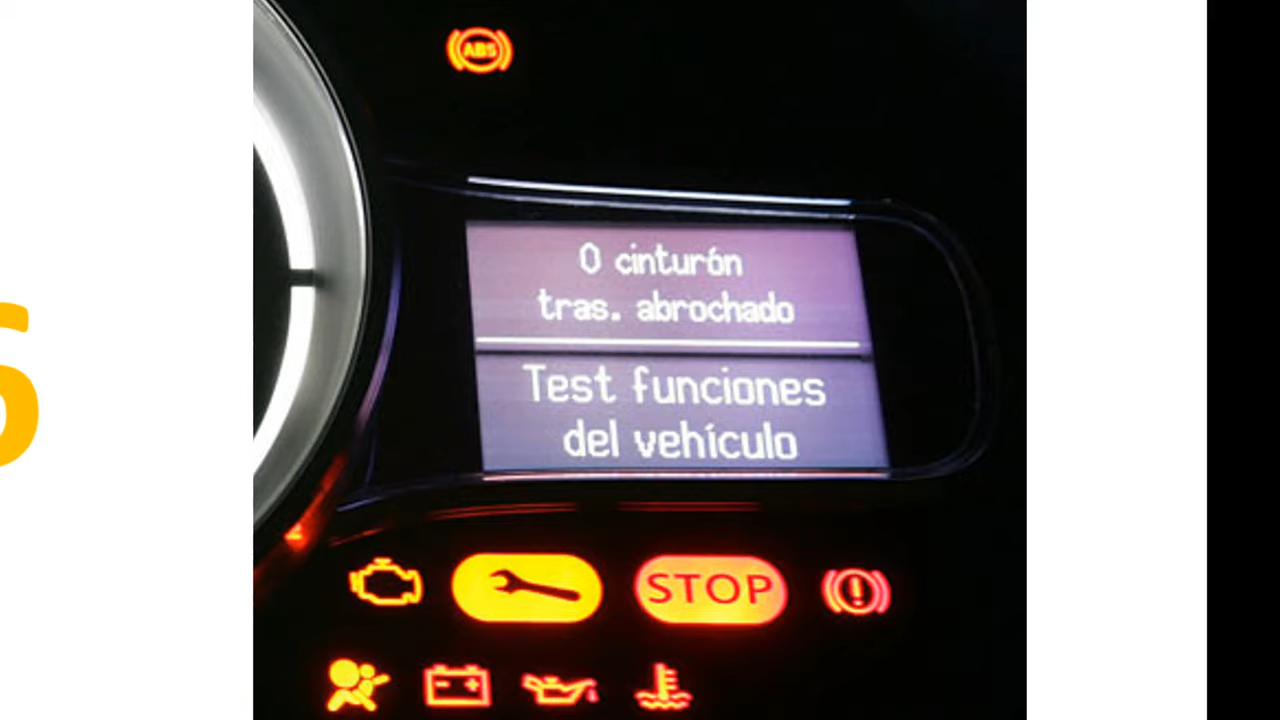 ABS
0 cinturón
tras. abrochado
Test funciones
del vehículo
STOP